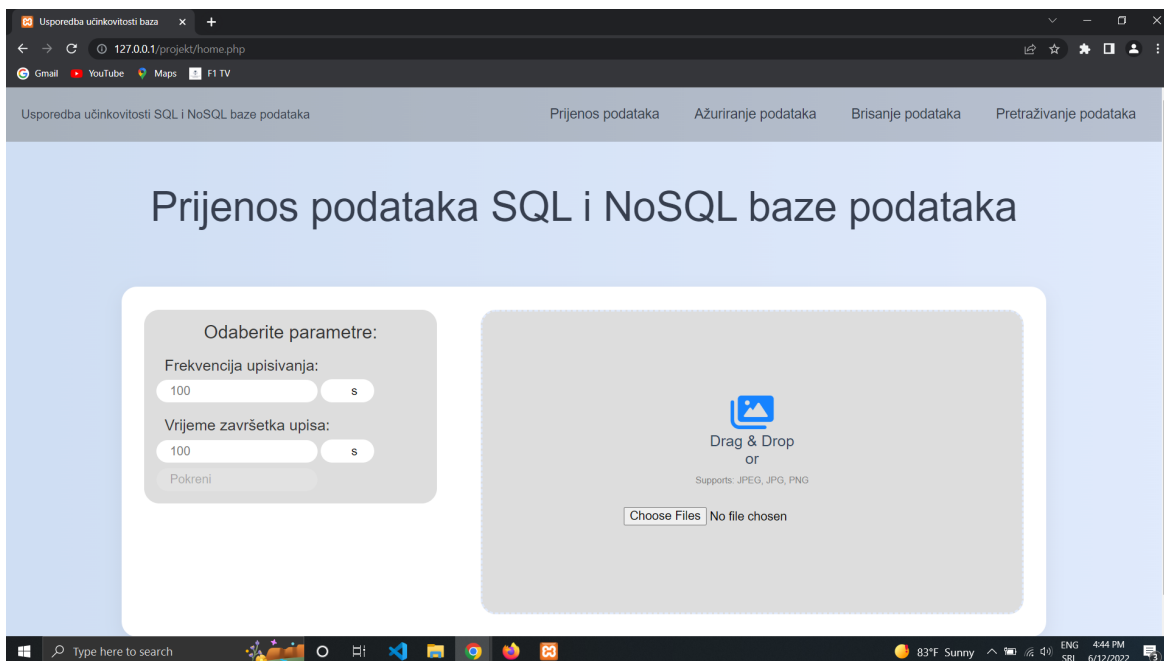 Usporedba učinkovitosti baza
127.0.0.1/projekt/home.php
Gmail YouTube Maps F1 TV
Usporedba učinkovitosti SQL i NoSQL baze podataka Prijenos podataka Ažuriranje podataka Brisanje podataka Pretraživanje podataka
Prijenos podataka SQL i NoSQL baze podataka
Odaberite parametre:
Frekvencija upisivanja:
100 s
Vrijeme završetka upisa:
100 s
Pokreni
Drag & Drop
or
Supports: JPEG, JPG, PNG
Choose Files No file chosen
Type here to search 83°F Sunny ENG 4:44 PM
SRL 6/12/2022 3